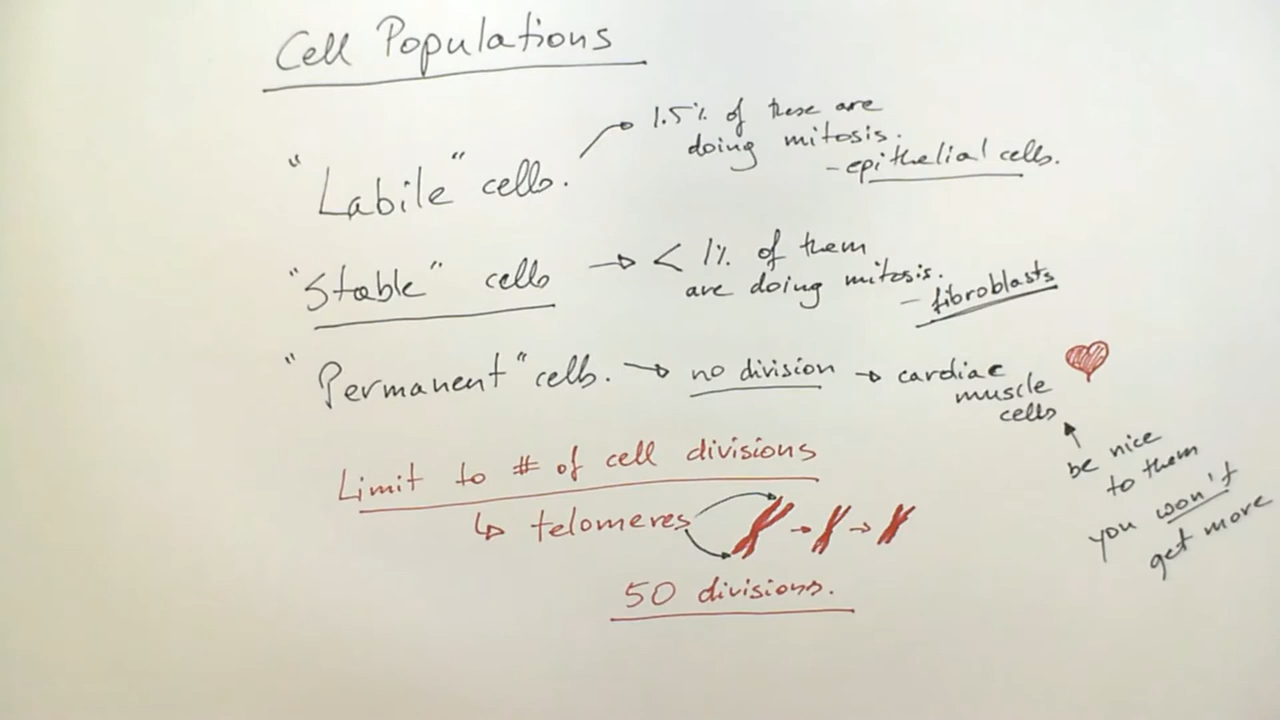 Cell Populations
"Labile" cells.
1.5% of these are
doing mitosis.
- epithelial cells.
"Stable" cells
< 1% of them
are doing mitosis.
- fibroblasts
"Permanent" cells. → no division → cardiac
muscle
cells
be nice
to them
you won't
get more
Limit to # of cell divisions
↳ telomeres
50 divisions.